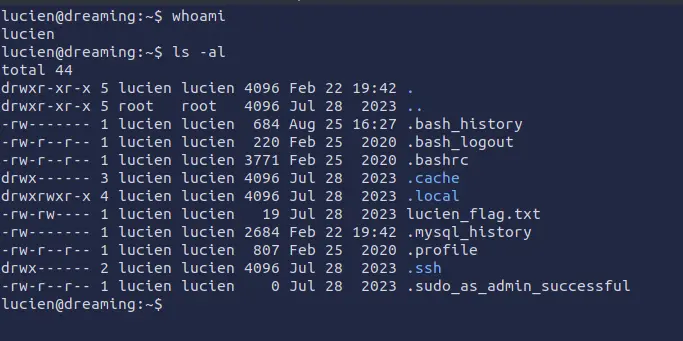 lucien@dreaming:~$ whoami
lucien
lucien@dreaming:~$ ls -al
total 44
drwxr-xr-x 5 lucien lucien 4096 Feb 22 19:42 .
drwxr-xr-x 5 root   root   4096 Jul 28  2023 ..
-rw------- 1 lucien lucien  684 Aug 25 16:27 .bash_history
-rw-r--r-- 1 lucien lucien  220 Feb 25  2020 .bash_logout
-rw-r--r-- 1 lucien lucien 3771 Feb 25  2020 .bashrc
drwx------ 3 lucien lucien 4096 Jul 28  2023 .cache
drwxrwxr-x 4 lucien lucien 4096 Jul 28  2023 .local
-rw-rw---- 1 lucien lucien   19 Jul 28  2023 lucien_flag.txt
-rw------- 1 lucien lucien 2684 Feb 22 19:42 .mysql_history
-rw-r--r-- 1 lucien lucien  807 Feb 25  2020 .profile
drwx------ 2 lucien lucien 4096 Jul 28  2023 .ssh
-rw-r--r-- 1 lucien lucien    0 Jul 28  2023 .sudo_as_admin_successful
lucien@dreaming:~$